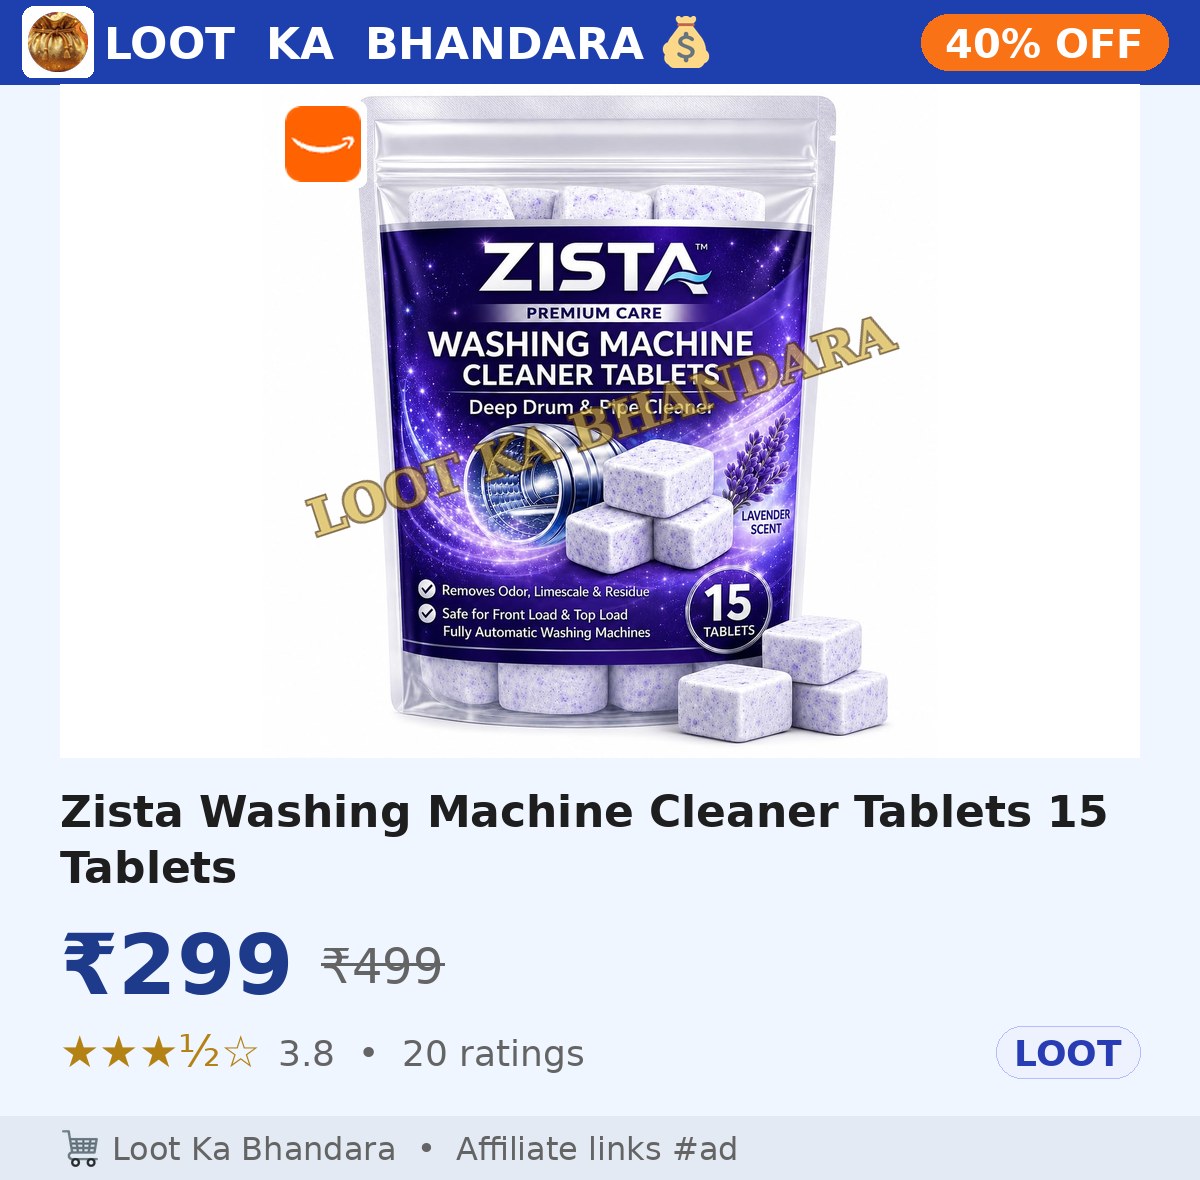 LOOT KA BHANDARA 💰
40% OFF
ZISTA™
PREMIUM CARE
WASHING MACHINE
CLEANER TABLETS
Deep Drum & Pipe Cleaner
LOOT KA BHANDARA
LAVENDER
SCENT
Removes Odor, Limescale & Residue
Safe for Front Load & Top Load
Fully Automatic Washing Machines
15
TABLETS
Zista Washing Machine Cleaner Tablets 15
Tablets
₹299 ₹499
★★★½☆ 3.8 • 20 ratings
LOOT
🛒 Loot Ka Bhandara • Affiliate links #ad